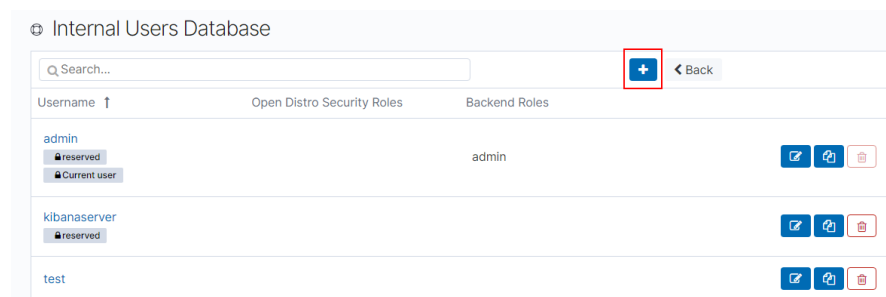 Internal Users Database
Search...
+ Back
Username Open Distro Security Roles Backend Roles
admin
reserved
Current user
admin
kibanaserver
reserved
test